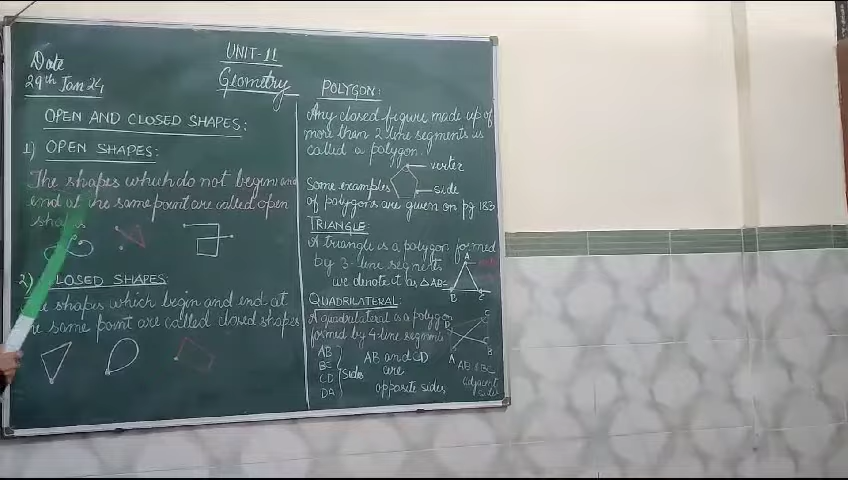 Date
29th Jan 24
UNIT-11
Geometry
OPEN AND CLOSED SHAPES:
1) OPEN SHAPES:
The shapes which do not begin and
end at the same point are called open
shapes
2) CLOSED SHAPES:
shapes which begin and end at
same point are called closed shapes
POLYGON:
Any closed figure made up of
more than 2-line segments is
called a polygon.
vertex
side
Some examples
of polygons are given on pg 183
TRIANGLE:
A triangle is a polygon formed
by 3-line segments
we denote it as △ABC
A
B
C
QUADRILATERAL:
A quadrilateral is a polygon
formed by 4-line segments
D
C
A
B
AB
BC
CD
DA
sides
AB and CD
are
opposite sides
AB & BC
adjacent
sides